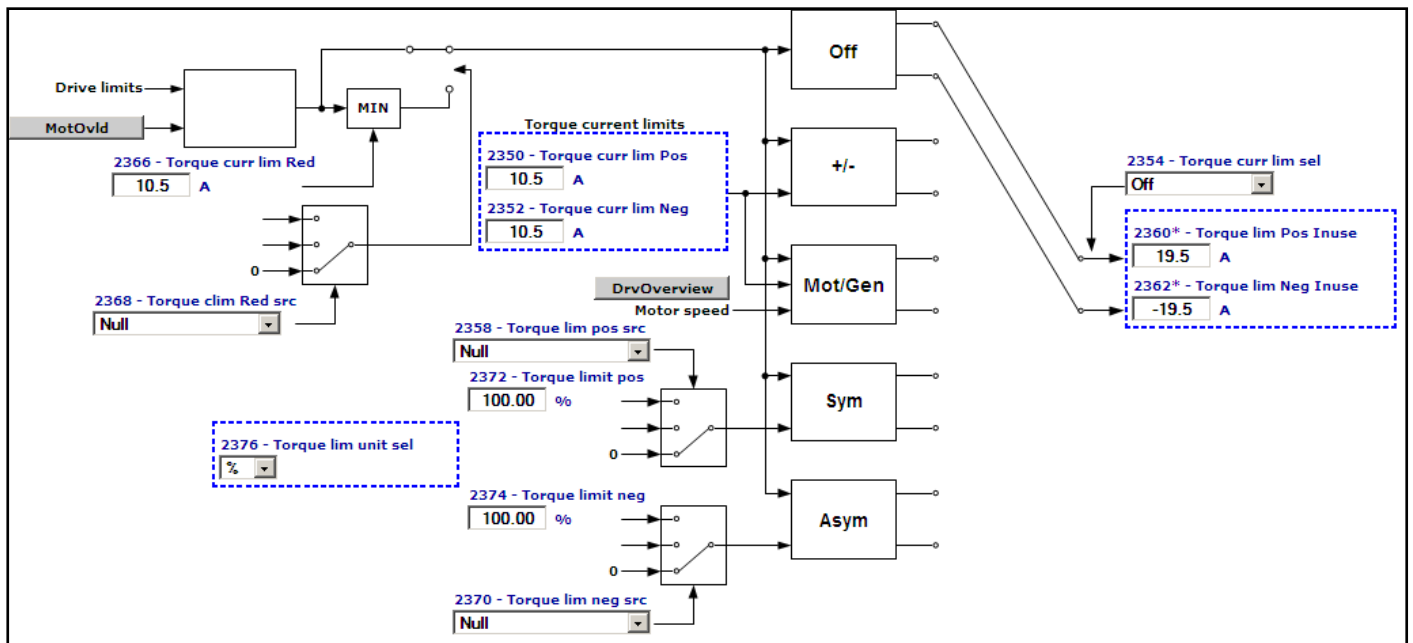 Off
Drive limits
MIN
MotOvld
Torque current limits
2366 - Torque curr lim Red
10.5 A
2350 - Torque curr lim Pos
10.5 A
2352 - Torque curr lim Neg
10.5 A
+/-
2354 - Torque curr lim sel
Off
2360* - Torque lim Pos Inuse
19.5 A
2362* - Torque lim Neg Inuse
-19.5 A
0
2368 - Torque clim Red src
Null
DrvOverview
Motor speed
Mot/Gen
2358 - Torque lim pos src
Null
2372 - Torque limit pos
100.00 %
0
Sym
2376 - Torque lim unit sel
%
2374 - Torque limit neg
100.00 %
0
Asym
2370 - Torque lim neg src
Null